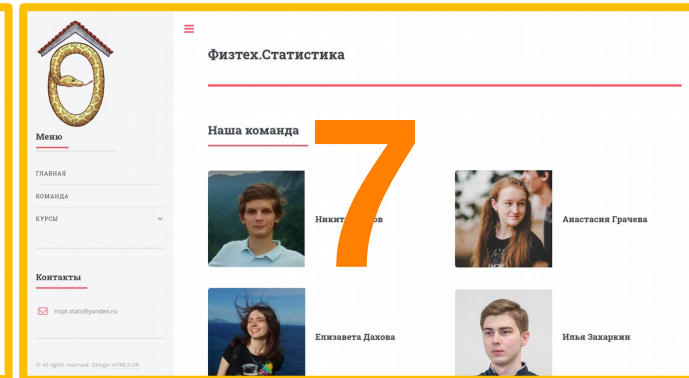 Физтех.Статистика
Меню
ГЛАВНАЯ
КОМАНДА
КУРСЫ
Контакты
mipt.stats@yandex.ru
© All rights reserved. Design: HTML5 UP.
Наша команда
7
Анастасия Грачева
Елизавета Дахова
Илья Захаркин